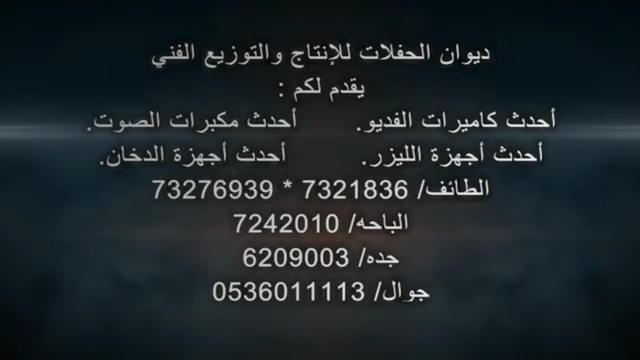 ديوان الحفلات للإنتاج والتوزيع الفني
يقدم لكم :
أحدث كاميرات الفديو. أحدث مكبرات الصوت.
أحدث أجهزة الليزر. أحدث أجهزة الدخان.
الطائف/ 7321836 * 73276939
الباحه/ 7242010
جده/ 6209003
جوال/ 0536011113